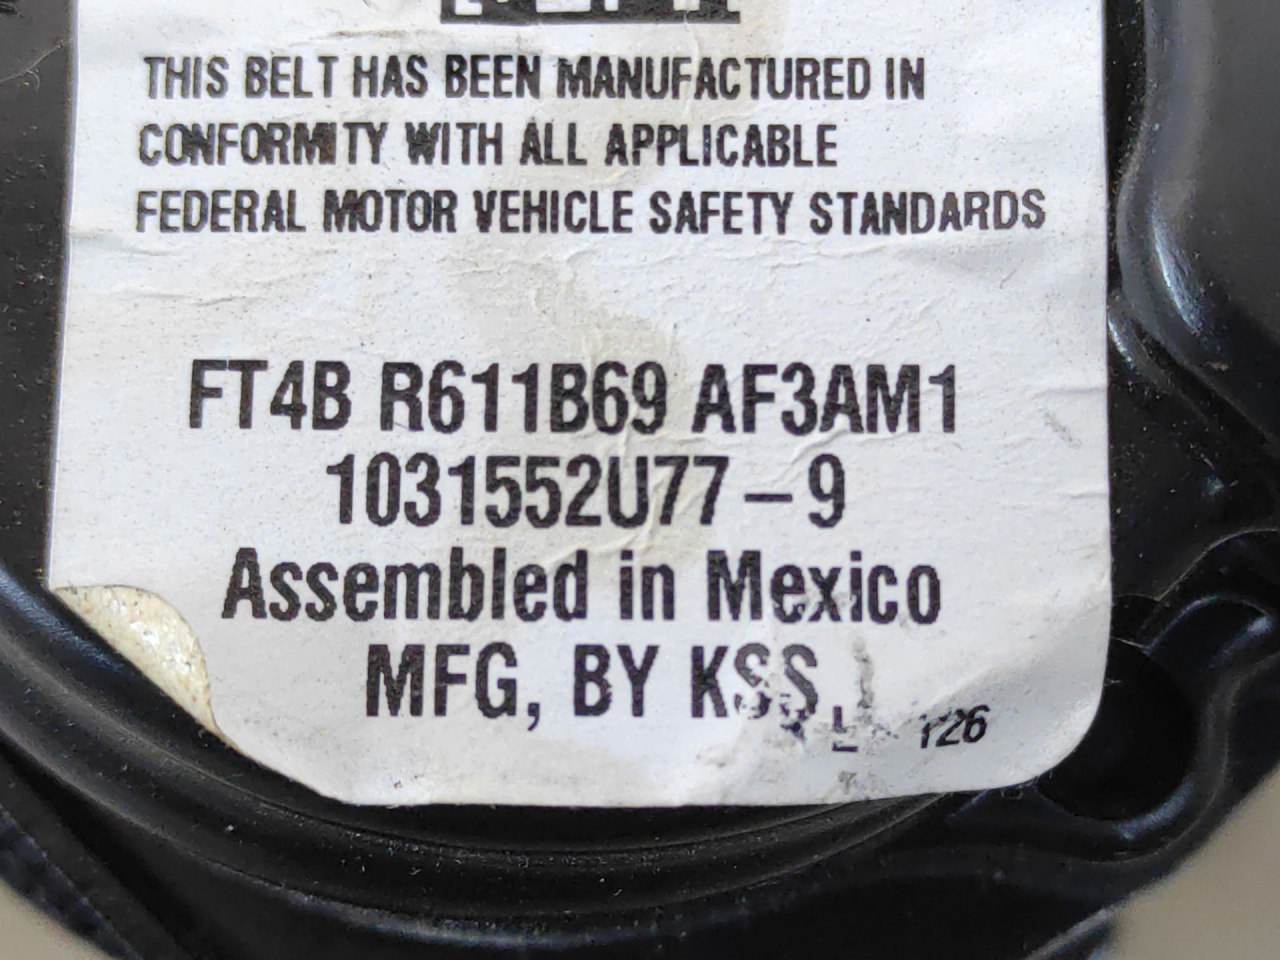 THIS BELT HAS BEEN MANUFACTURED IN
CONFORMITY WITH ALL APPLICABLE
FEDERAL MOTOR VEHICLE SAFETY STANDARDS
FT4B R611B69 AF3AM1
1031552U77-9
Assembled in Mexico
MFG, BY KSS,